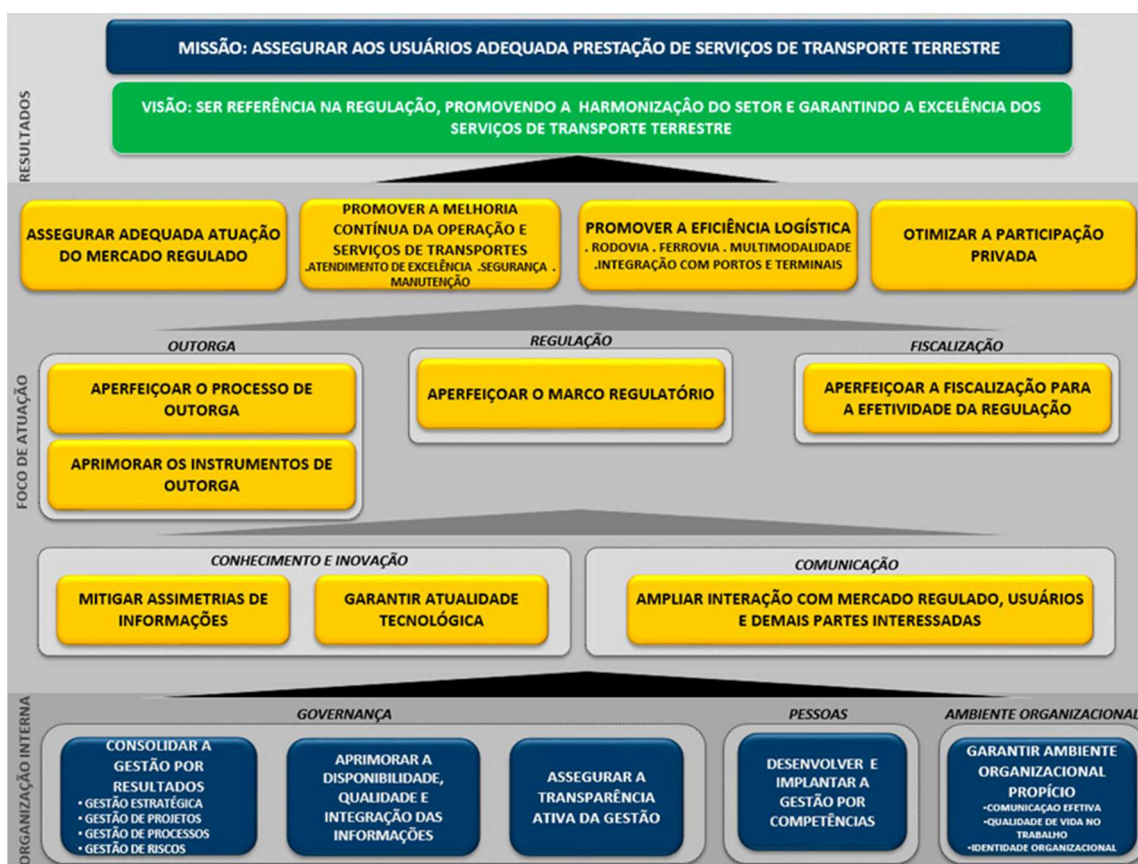 RESULTADOS
MISSÃO: ASSEGURAR AOS USUÁRIOS ADEQUADA PRESTAÇÃO DE SERVIÇOS DE TRANSPORTE TERRESTRE
VISÃO: SER REFERÊNCIA NA REGULAÇÃO, PROMOVENDO A HARMONIZAÇÂO DO SETOR E GARANTINDO A EXCELÊNCIA DOS
SERVIÇOS DE TRANSPORTE TERRESTRE
FOCO DE ATUAÇÃO
ASSEGURAR ADEQUADA ATUAÇÃO
DO MERCADO REGULADO
PROMOVER A MELHORIA
CONTÍNUA DA OPERAÇÃO E
SERVIÇOS DE TRANSPORTES
.ATENDIMENTO DE EXCELÊNCIA .SEGURANÇA .
MANUTENÇÃO
PROMOVER A EFICIÊNCIA LOGÍSTICA
. RODOVIA . FERROVIA . MULTIMODALIDADE
.INTEGRAÇÃO COM PORTOS E TERMINAIS
OTIMIZAR A PARTICIPAÇÃO
PRIVADA
OUTORGA
APERFEIÇOAR O PROCESSO DE
OUTORGA
APRIMORAR OS INSTRUMENTOS DE
OUTORGA
REGULAÇÃO
APERFEIÇOAR O MARCO REGULATÓRIO
FISCALIZAÇÃO
APERFEIÇOAR A FISCALIZAÇÃO PARA
A EFETIVIDADE DA REGULAÇÃO
CONHECIMENTO E INOVAÇÃO
MITIGAR ASSIMETRIAS DE
INFORMAÇÕES
GARANTIR ATUALIDADE
TECNOLÓGICA
COMUNICAÇÃO
AMPLIAR INTERAÇÃO COM MERCADO REGULADO, USUÁRIOS
E DEMAIS PARTES INTERESSADAS
ORGANIZAÇÃO INTERNA
GOVERNANÇA
CONSOLIDAR A
GESTÃO POR
RESULTADOS
• GESTÃO ESTRATÉGICA
• GESTÃO DE PROJETOS
• GESTÃO DE PROCESSOS
• GESTÃO DE RISCOS
APRIMORAR A
DISPONIBILIDADE,
QUALIDADE E
INTEGRAÇÃO DAS
INFORMAÇÕES
ASSEGURAR A
TRANSPARÊNCIA
ATIVA DA GESTÃO
PESSOAS
DESENVOLVER E
IMPLANTAR A
GESTÃO POR
COMPETÊNCIAS
AMBIENTE ORGANIZACIONAL
GARANTIR AMBIENTE
ORGANIZACIONAL
PROPÍCIO
•COMUNICAÇAO EFETIVA
•QUALIDADE DE VIDA NO
TRABALHO
•IDENTIDADE ORGANIZACIONAL